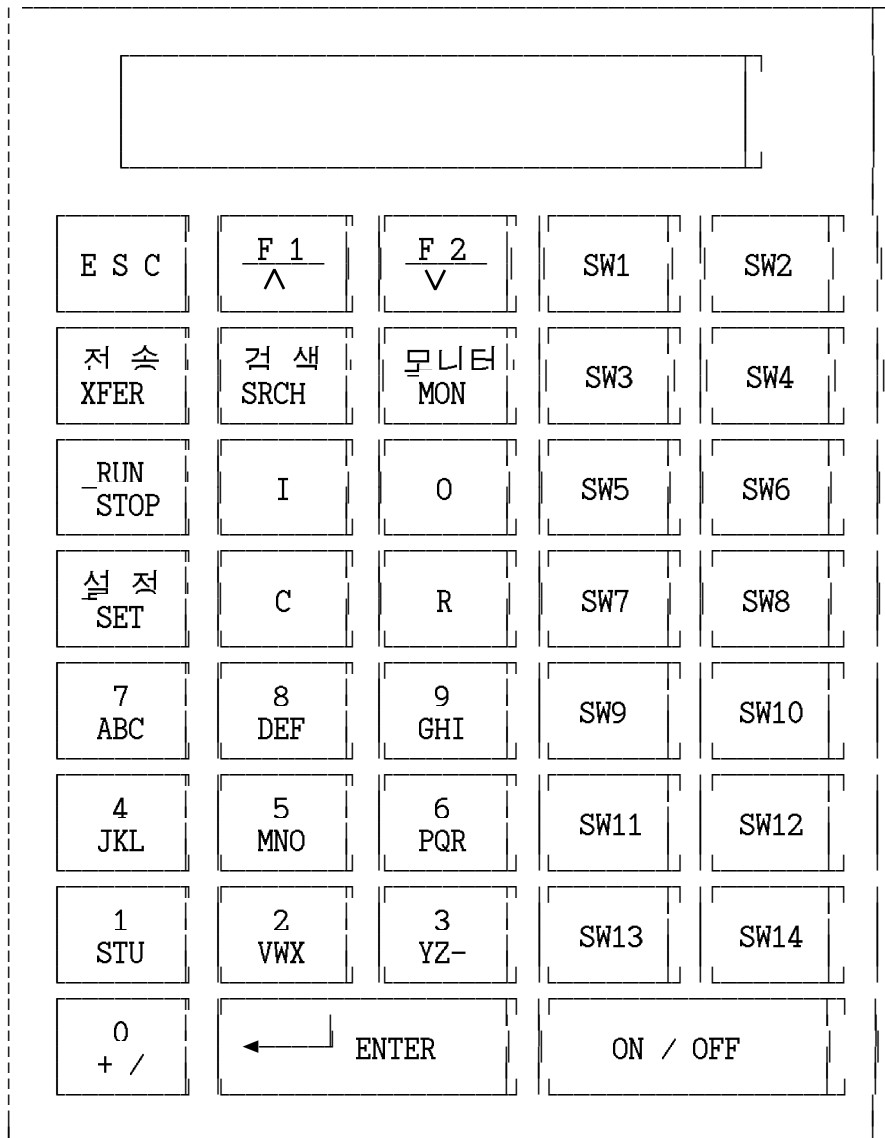 E S C
F 1
F 2
SW1
SW2
전 송
XFER
검 색
SRCH
모니터
MON
SW3
SW4
RUN
STOP
I
O
SW5
SW6
설 정
SET
C
R
SW7
SW8
7
ABC
8
DEF
9
GHI
SW9
SW10
4
JKL
5
MNO
6
PQR
SW11
SW12
1
STU
2
VWX
3
YZ-
SW13
SW14
0
+ /
ENTER
ON / OFF